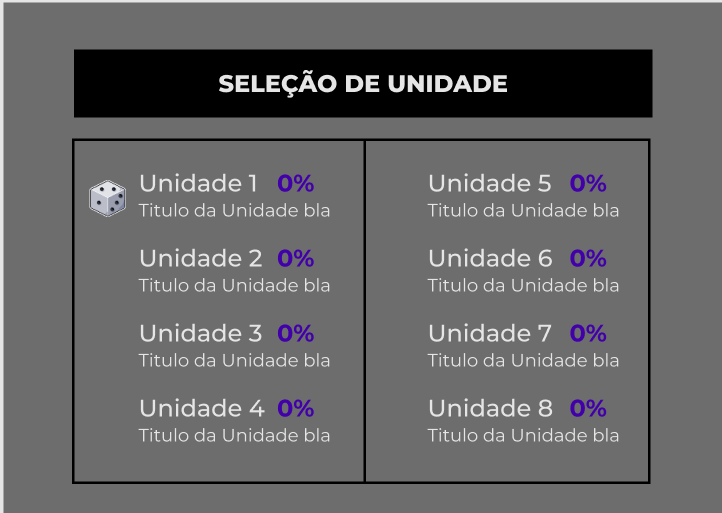 SELEÇÃO DE UNIDADE
Unidade 1 0%
Titulo da Unidade bla
Unidade 2 0%
Titulo da Unidade bla
Unidade 3 0%
Titulo da Unidade bla
Unidade 4 0%
Titulo da Unidade bla
Unidade 5 0%
Titulo da Unidade bla
Unidade 6 0%
Titulo da Unidade bla
Unidade 7 0%
Titulo da Unidade bla
Unidade 8 0%
Titulo da Unidade bla